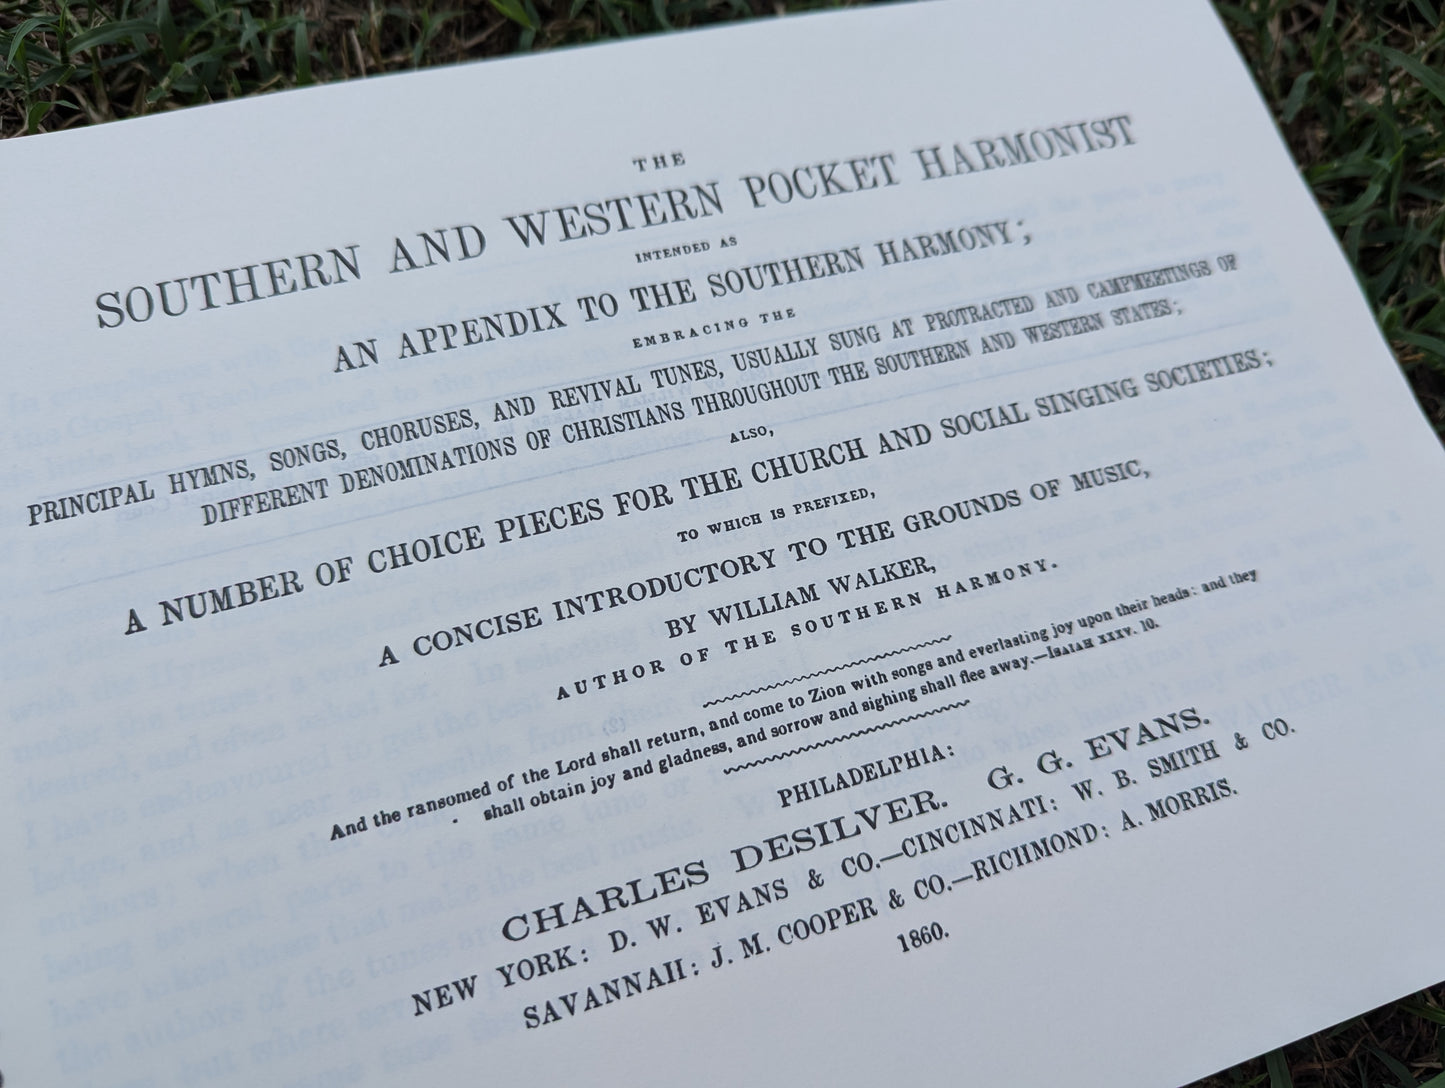 THE
SOUTHERN AND WESTERN POCKET HARMONIST
INTENDED AS
AN APPENDIX TO THE SOUTHERN HARMONY;
EMBRACING THE
PRINCIPAL HYMNS, SONGS, CHORUSES, AND REVIVAL TUNES, USUALLY SUNG AT PROTRACTED AND CAMPMEETINGS OF
DIFFERENT DENOMINATIONS OF CHRISTIANS THROUGHOUT THE SOUTHERN AND WESTERN STATES;
ALSO,
A NUMBER OF CHOICE PIECES FOR THE CHURCH AND SOCIAL SINGING SOCIETIES;
TO WHICH IS PREFIXED,
A CONCISE INTRODUCTORY TO THE GROUNDS OF MUSIC,
BY WILLIAM WALKER,
AUTHOR OF THE SOUTHERN HARMONY.
And the ransomed of the Lord shall return, and come to Zion with songs and everlasting joy upon their heads: and they
shall obtain joy and gladness, and sorrow and sighing shall flee away.—ISAIAH XXXV. 10.
PHILADELPHIA:
CHARLES DESILVER. G. G. EVANS.
NEW YORK: D. W. EVANS & CO.—CINCINNATI: W. B. SMITH & CO.
SAVANNAH: J. M. COOPER & CO.—RICHMOND: A. MORRIS.
1860.